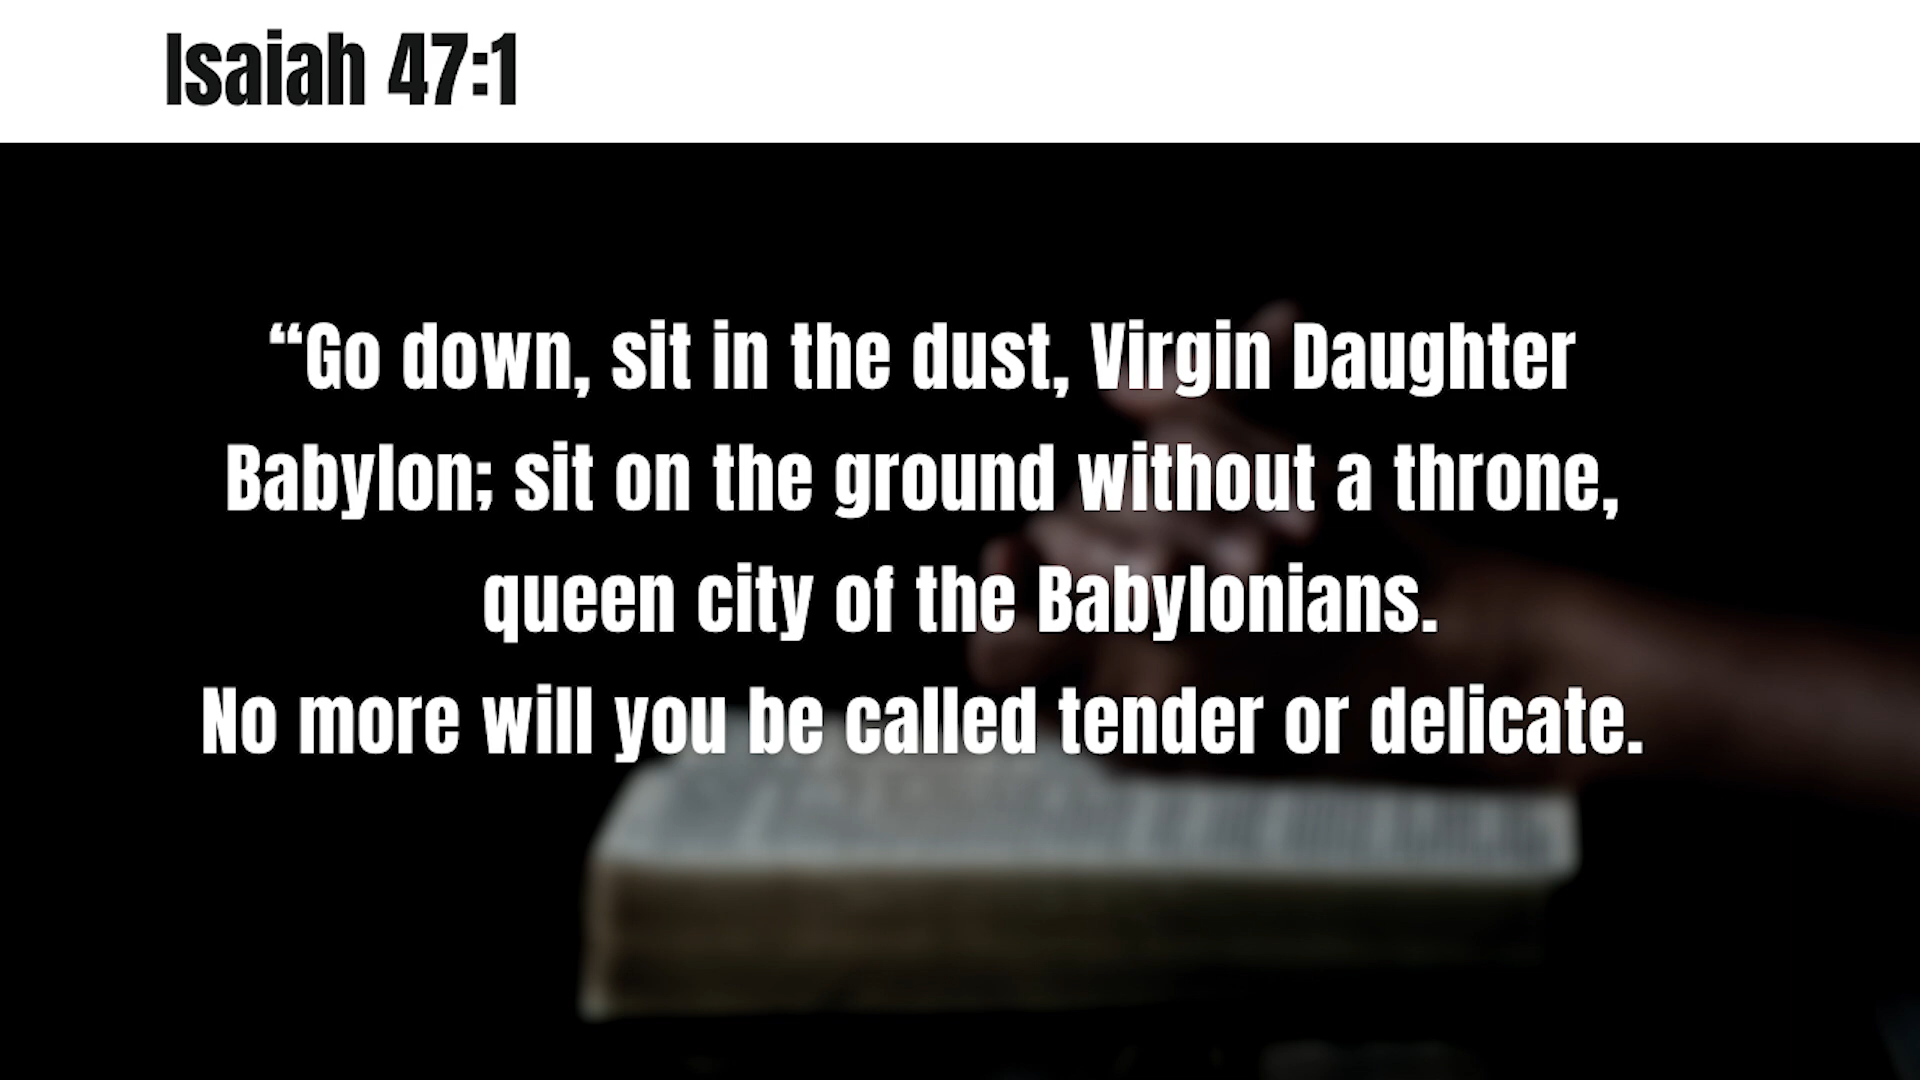 Isaiah 47:1
“Go down, sit in the dust, Virgin Daughter
Babylon; sit on the ground without a throne,
queen city of the Babylonians.
No more will you be called tender or delicate.